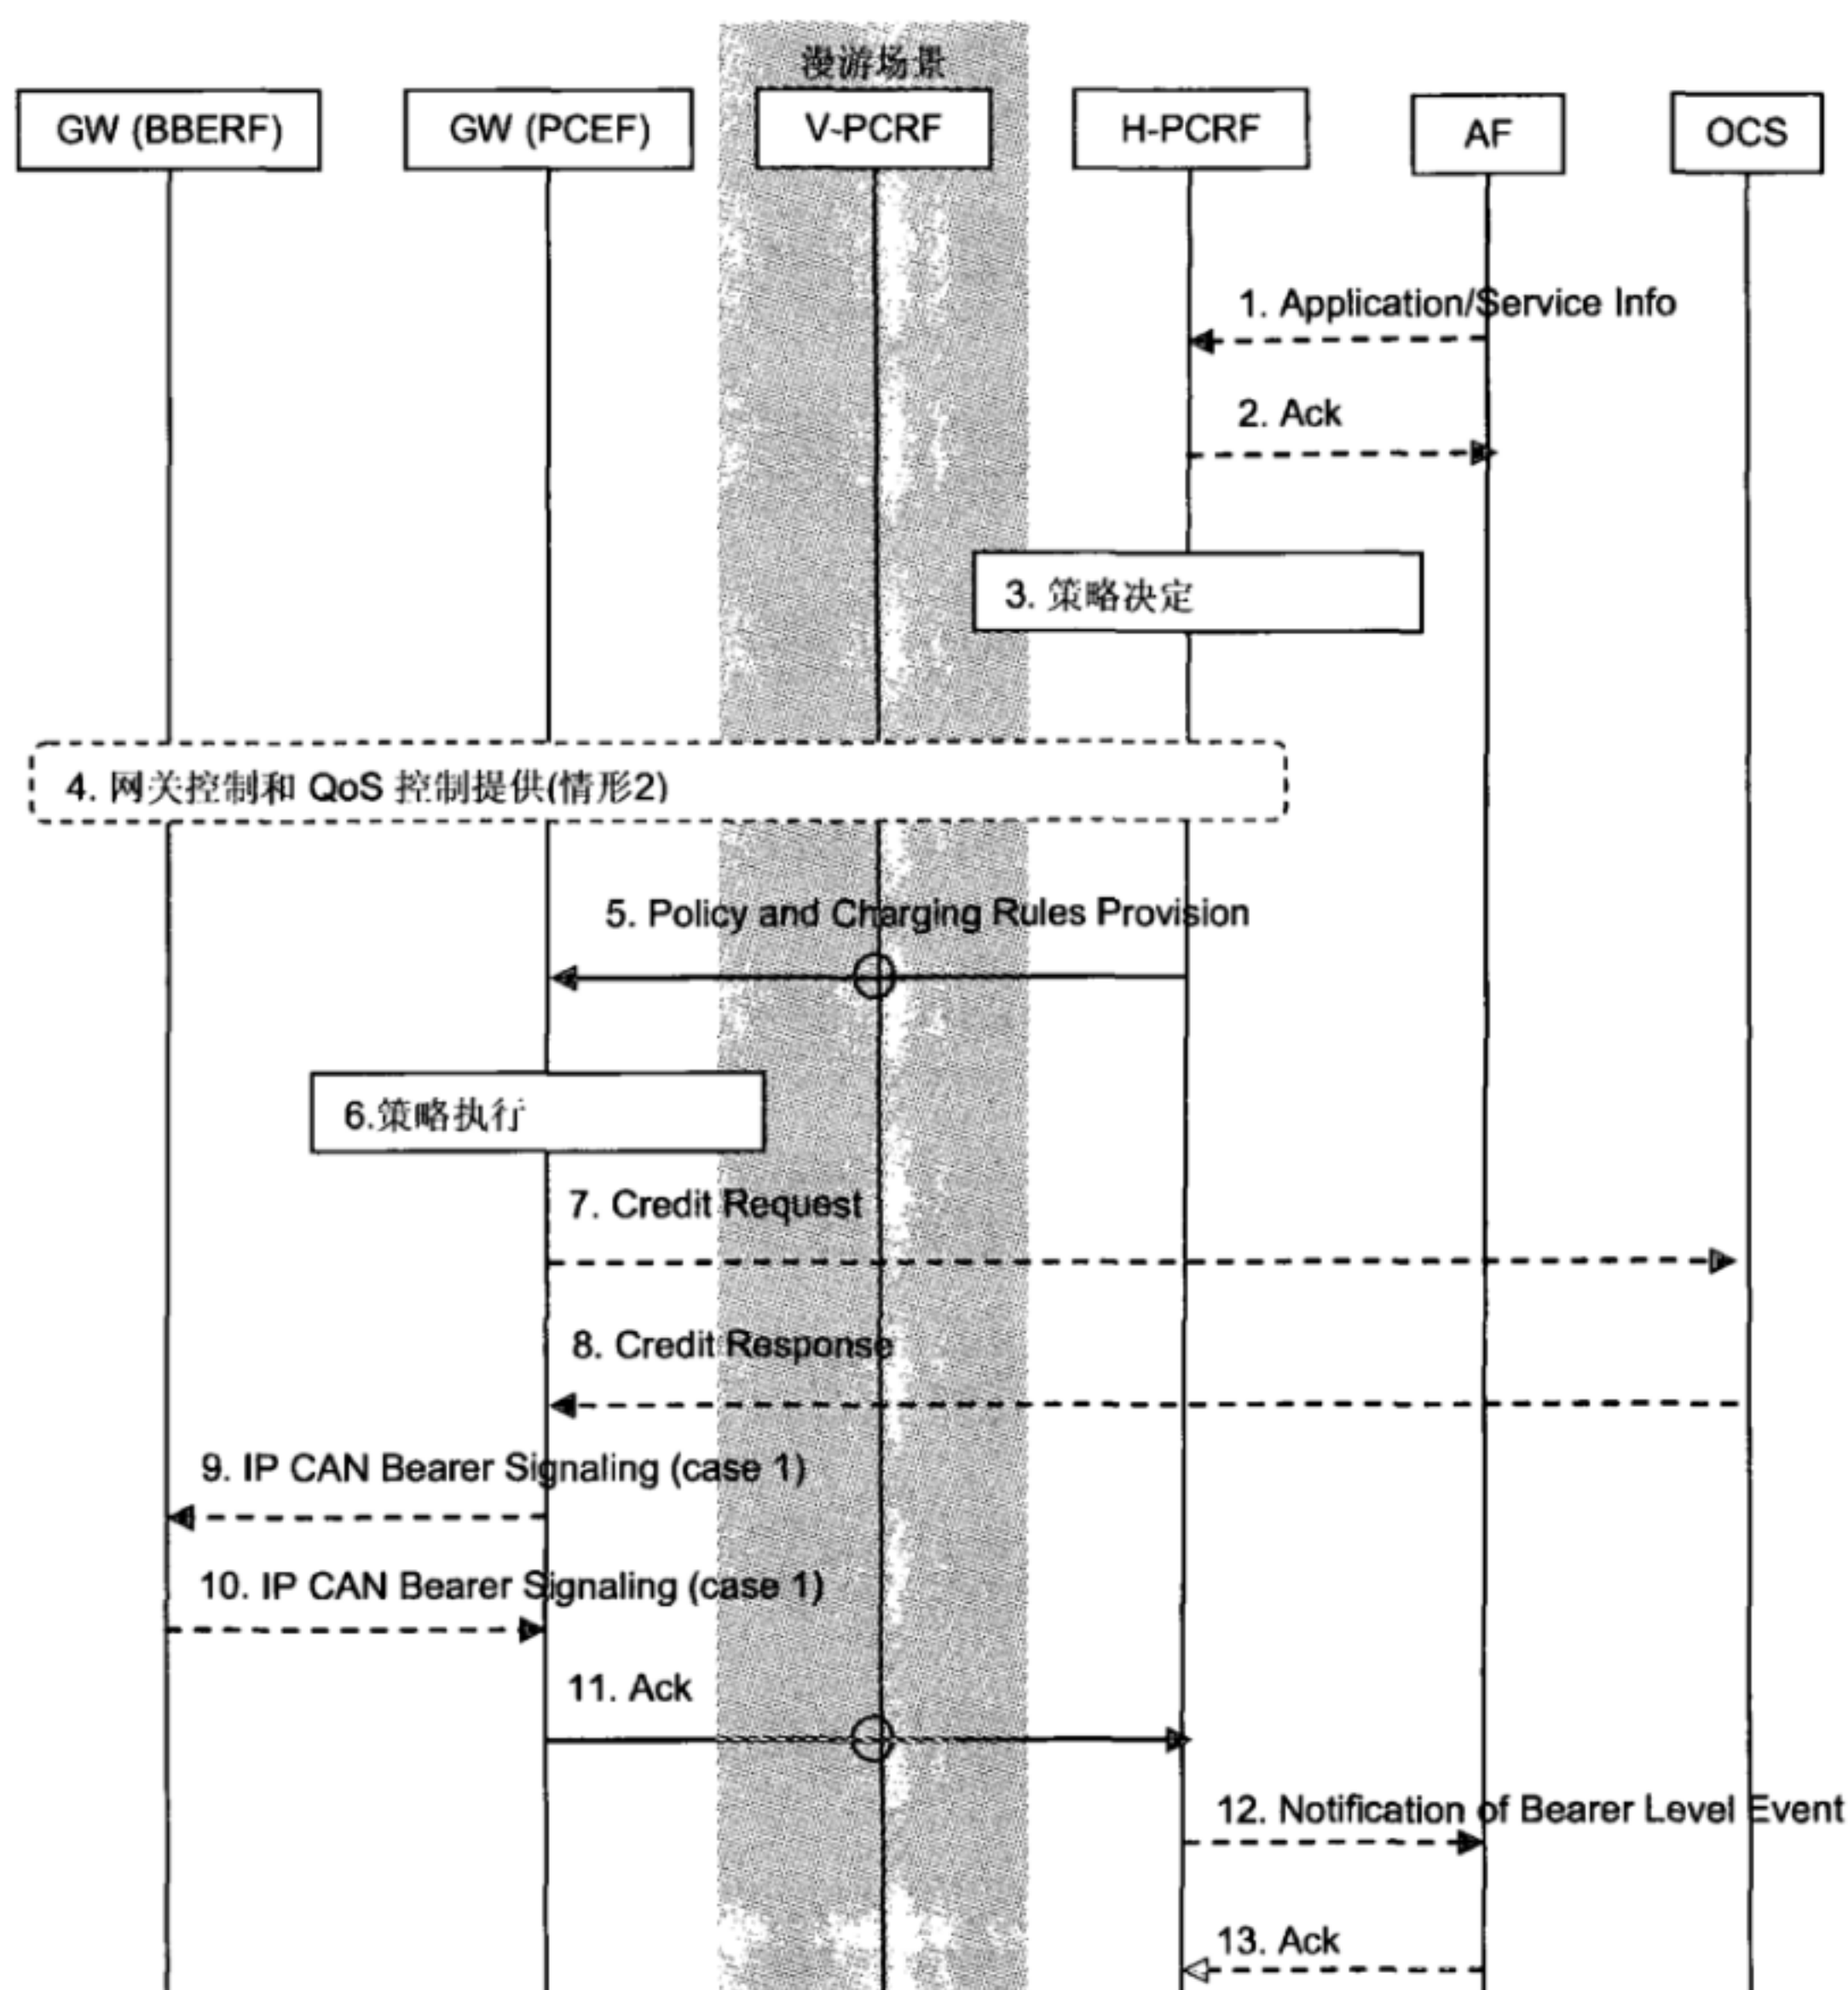 漫游场景
GW (BBERF)
GW (PCEF)
V-PCRF
H-PCRF
AF
OCS
1. Application/Service Info
2. Ack
3. 策略决定
4. 网关控制和 QoS 控制提供(情形2)
5. Policy and Charging Rules Provision
6.策略执行
7. Credit Request
8. Credit Response
9. IP CAN Bearer Signaling (case 1)
10. IP CAN Bearer Signaling (case 1)
11. Ack
12. Notification of Bearer Level Event
13. Ack